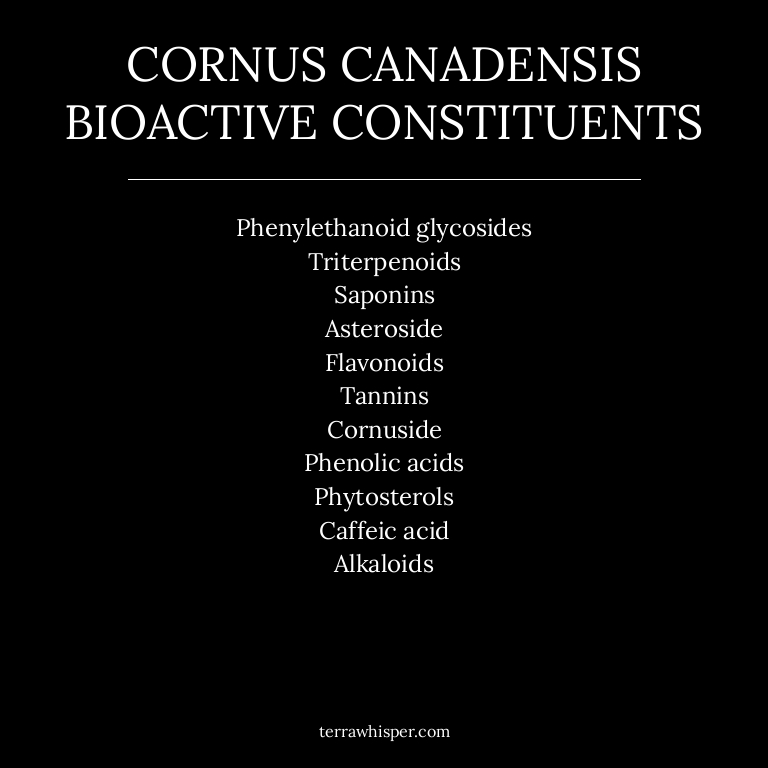 CORNUS CANADENSIS
BIOACTIVE CONSTITUENTS
Phenylethanoid glycosides
Triterpenoids
Saponins
Asteroside
Flavonoids
Tannins
Cornuside
Phenolic acids
Phytosterols
Caffeic acid
Alkaloids
terrawhisper.com